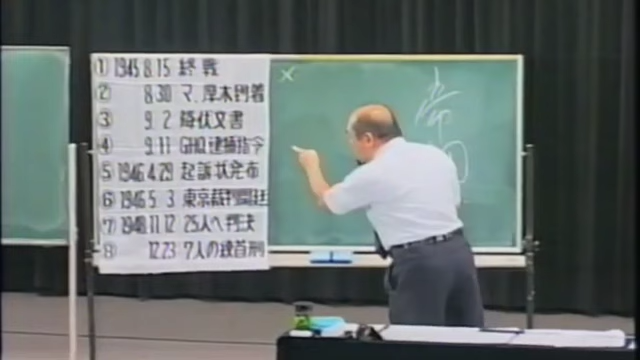 ① 1945 8.15 終戦
② 8.30 マ、厚木到着
③ 9.2 降伏文書
④ 9.11 GHQ逮捕指令
⑤ 1946 4.29 起訴状発布
⑥ 1946 5.3 東京裁判開廷
⑦ 1948 11.12 25人へ判決
⑧ 12.23 7人の絞首刑
×